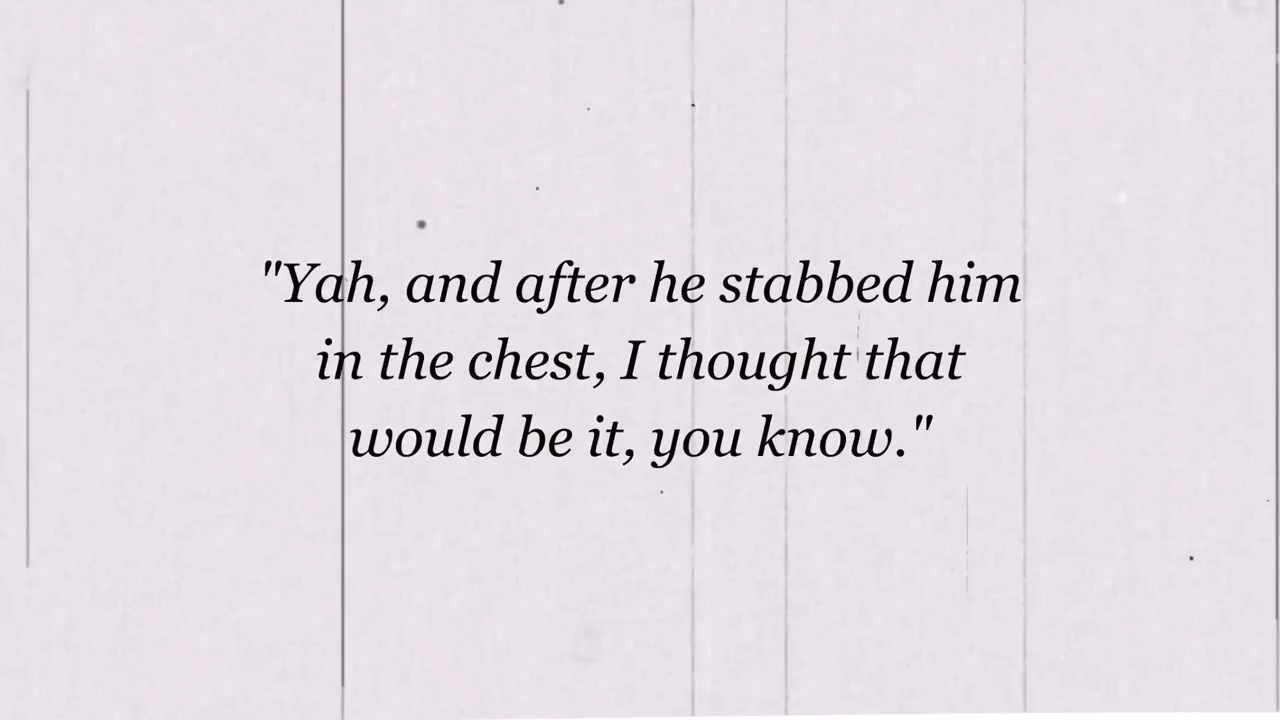 "Yah, and after he stabbed him
in the chest, I thought that
would be it, you know."